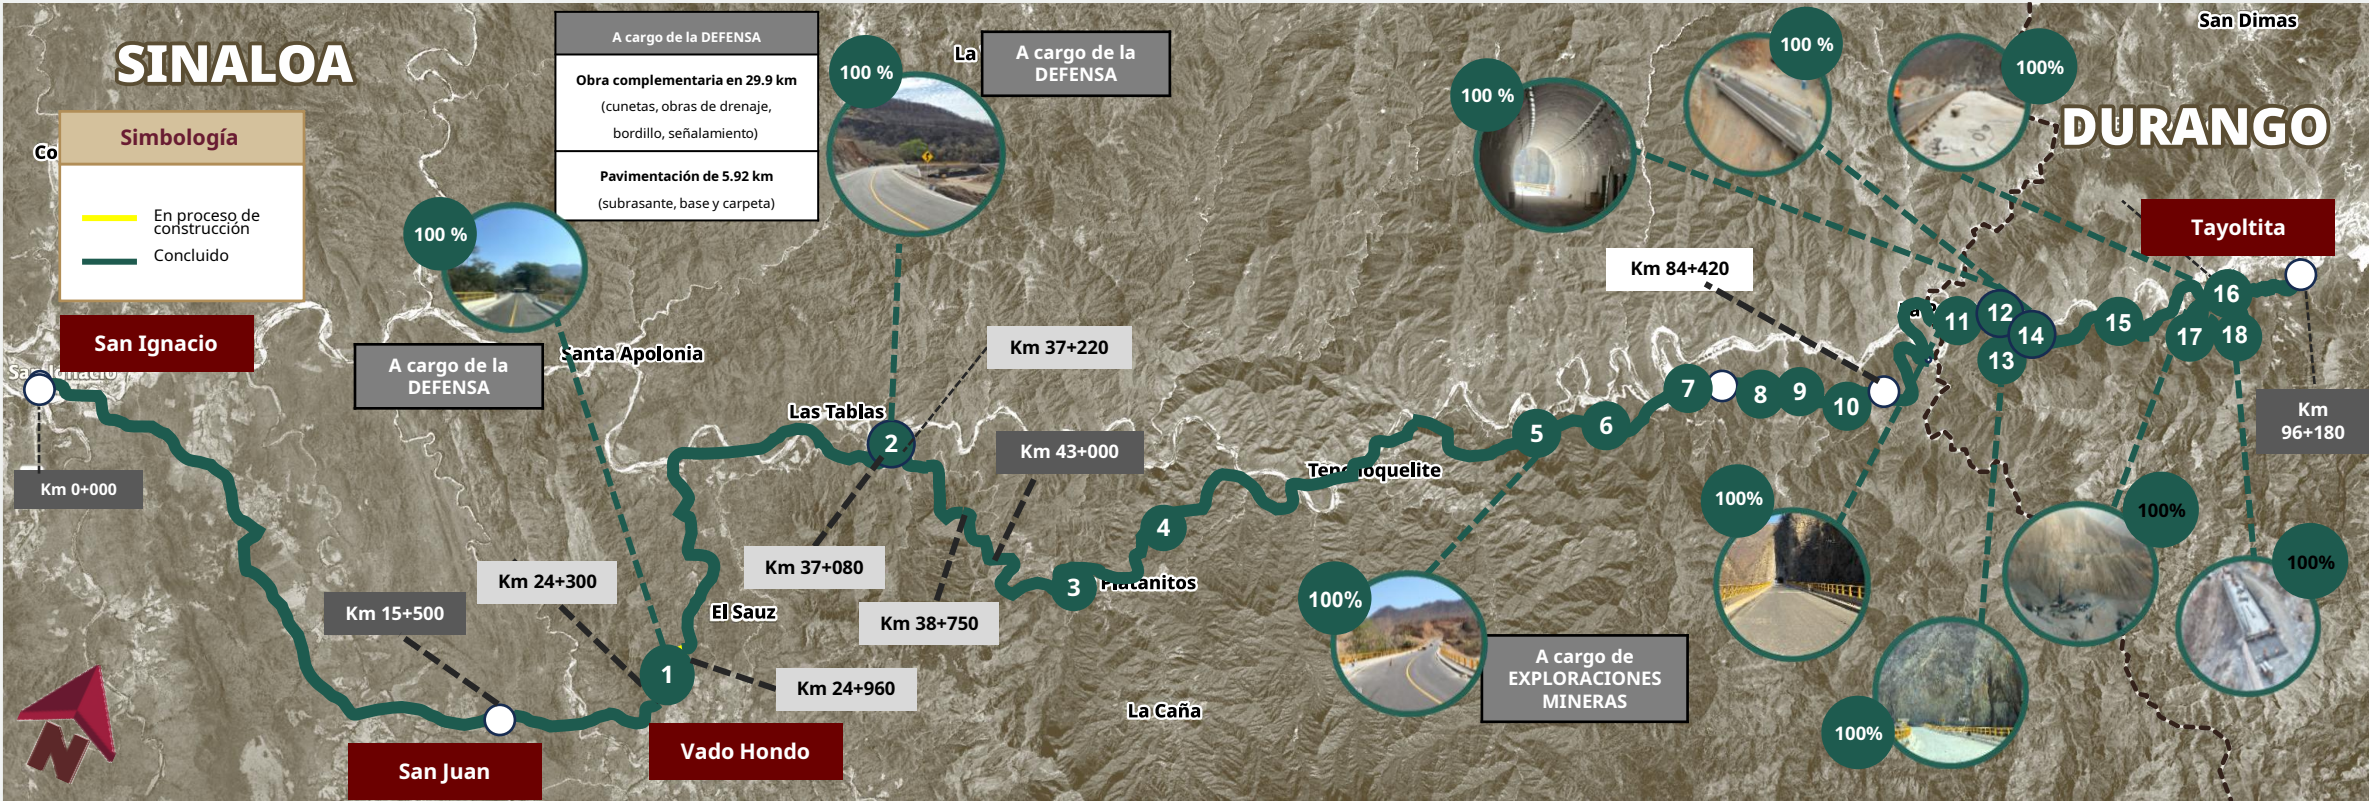 SINALOA
Simbología
En proceso de
construcción
Concluido
San Ignacio
San Ignacio
Km 0+000
A cargo de la DEFENSA
Obra complementaria en 29.9 km
(cunetas, obras de drenaje,
bordillo, señalamiento)
Pavimentación de 5.92 km
(subrasante, base y carpeta)
100 %
A cargo de la
DEFENSA
Santa Apolonia
100 %
La
A cargo de la
DEFENSA
Km 37+220
Las Tablas
2
Km 43+000
Km 37+080
Km 38+750
Km 24+300
Km 15+500
El Sauz
1
Km 24+960
San Juan
Vado Hondo
N
3
Platanitos
4
La Caña
Tenchoquelite
5
6
7
8
9
10
100%
A cargo de
EXPLORACIONES
MINERAS
100 %
100 %
100%
San Dimas
DURANGO
Tayoltita
Km 84+420
11
12
13
14
15
16
17
18
Km
96+180
100%
100%
100%
100%